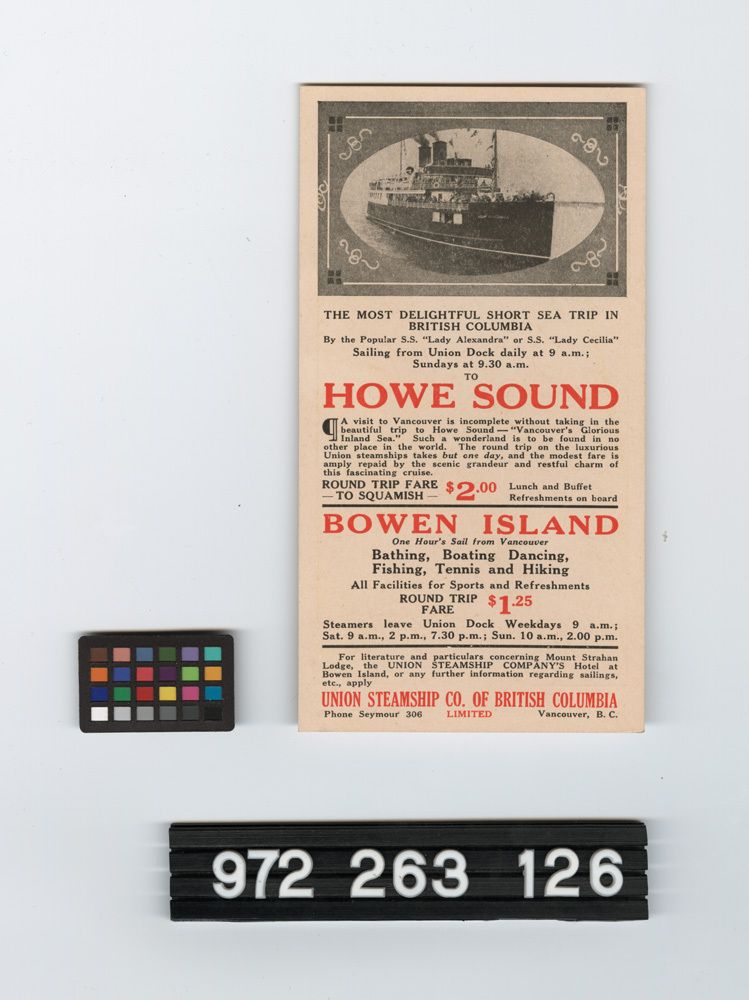 THE MOST DELIGHTFUL SHORT SEA TRIP IN
BRITISH COLUMBIA
By the Popular S.S. "Lady Alexandra" or S.S. "Lady Cecilia"
Sailing from Union Dock daily at 9 a.m.;
Sundays at 9.30 a.m.
TO
HOWE SOUND
¶ A visit to Vancouver is incomplete without taking in the
beautiful trip to Howe Sound — "Vancouver's Glorious
Inland Sea." Such a wonderland is to be found in no
other place in the world. The round trip on the luxurious
Union steamships takes but one day, and the modest fare is
amply repaid by the scenic grandeur and restful charm of
this fascinating cruise.
ROUND TRIP FARE $2.00 Lunch and Buffet
— TO SQUAMISH — Refreshments on board
BOWEN ISLAND
One Hour's Sail from Vancouver
Bathing, Boating Dancing,
Fishing, Tennis and Hiking
All Facilities for Sports and Refreshments
ROUND TRIP $1.25
FARE
Steamers leave Union Dock Weekdays 9 a.m.;
Sat. 9 a.m., 2 p.m., 7.30 p.m.; Sun. 10 a.m., 2.00 p.m.
For literature and particulars concerning Mount Strahan
Lodge, the UNION STEAMSHIP COMPANY'S Hotel at
Bowen Island, or any further information regarding sailings,
etc., apply
UNION STEAMSHIP CO. OF BRITISH COLUMBIA
Phone Seymour 306 LIMITED Vancouver, B. C.
972 263 126